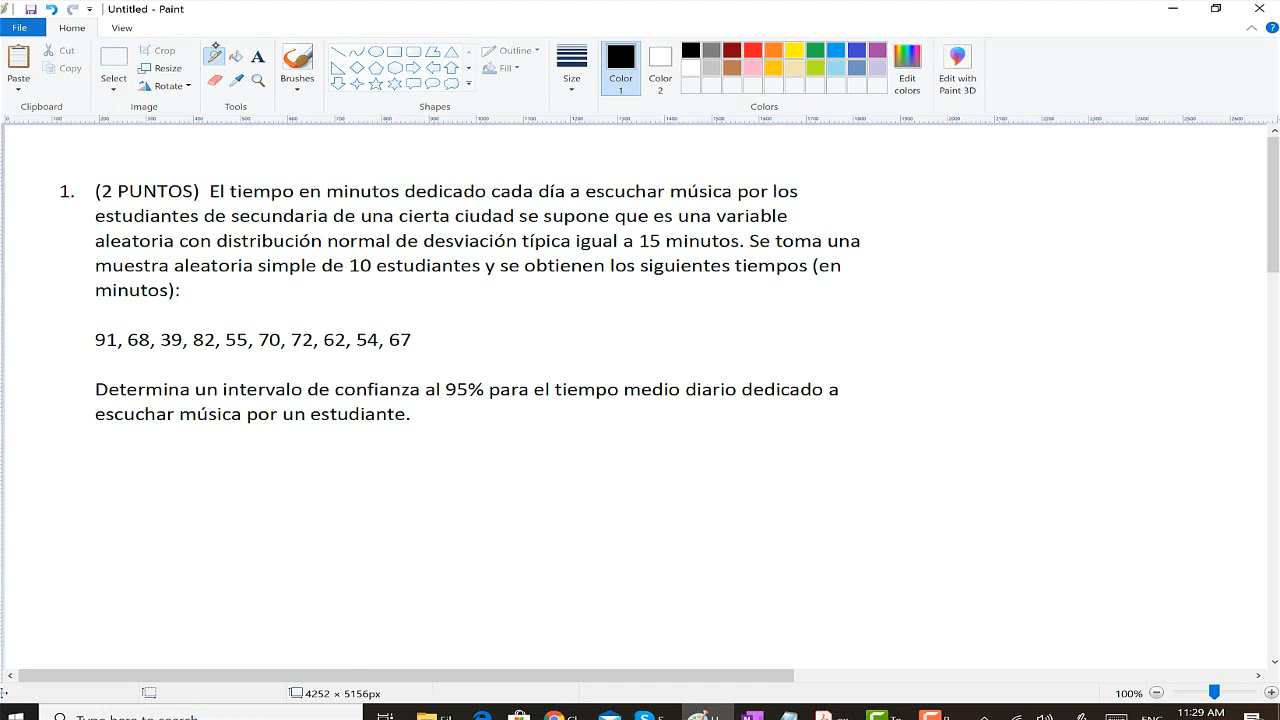 Untitled - Paint
File Home View
Paste
Cut
Copy
Clipboard
Select
Crop
Resize
Rotate
Image
Tools
Brushes
Shapes
Outline
Fill
Size
Color 1
Color 2
Colors
Edit colors
Edit with Paint 3D
1. (2 PUNTOS) El tiempo en minutos dedicado cada día a escuchar música por los
estudiantes de secundaria de una cierta ciudad se supone que es una variable
aleatoria con distribución normal de desviación típica igual a 15 minutos. Se toma una
muestra aleatoria simple de 10 estudiantes y se obtienen los siguientes tiempos (en
minutos):
91, 68, 39, 82, 55, 70, 72, 62, 54, 67
Determina un intervalo de confianza al 95% para el tiempo medio diario dedicado a
escuchar música por un estudiante.
4252 × 5156px
100%
Type here to search
ENG
11:29 AM